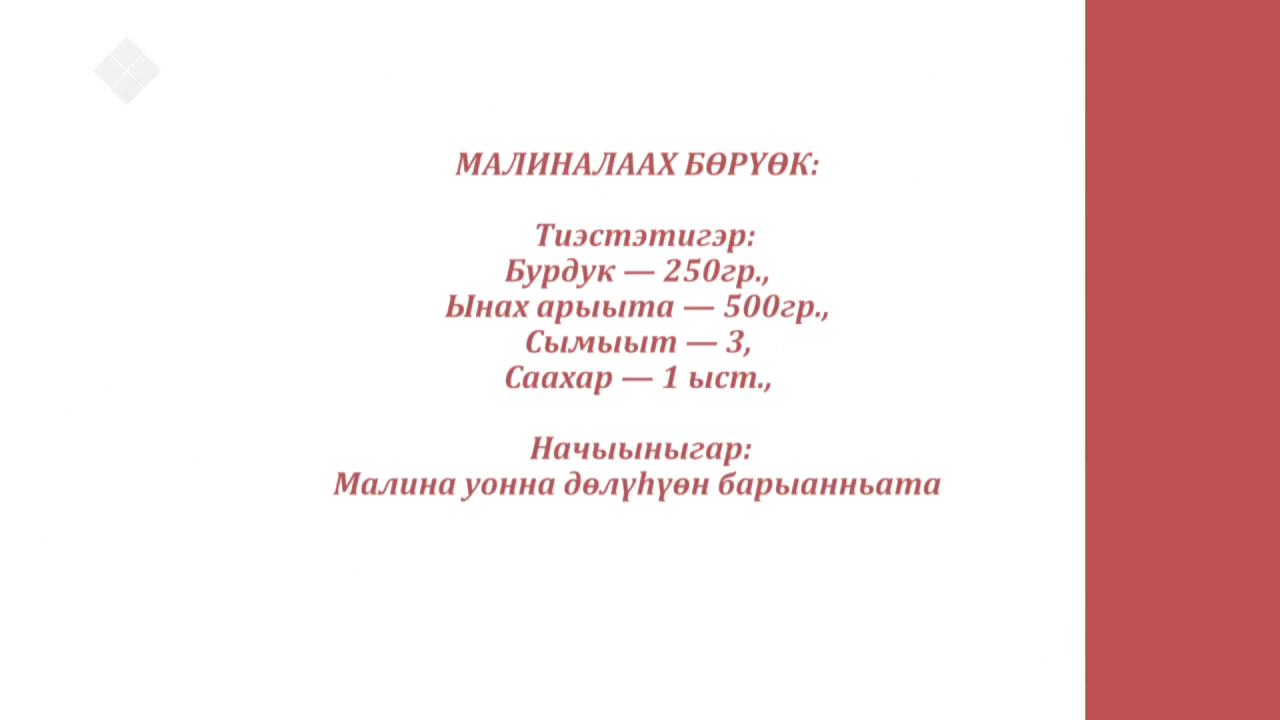 МАЛИНАЛААХ БӨРҮӨК:
Тиэстэтигэр:
Бурдук — 250гр.,
Ынах арыыта — 500гр.,
Сымыыт — 3,
Саахар — 1 ыст.,
Начыыныгар:
Малина уонна дөлүһүөн барыанньата